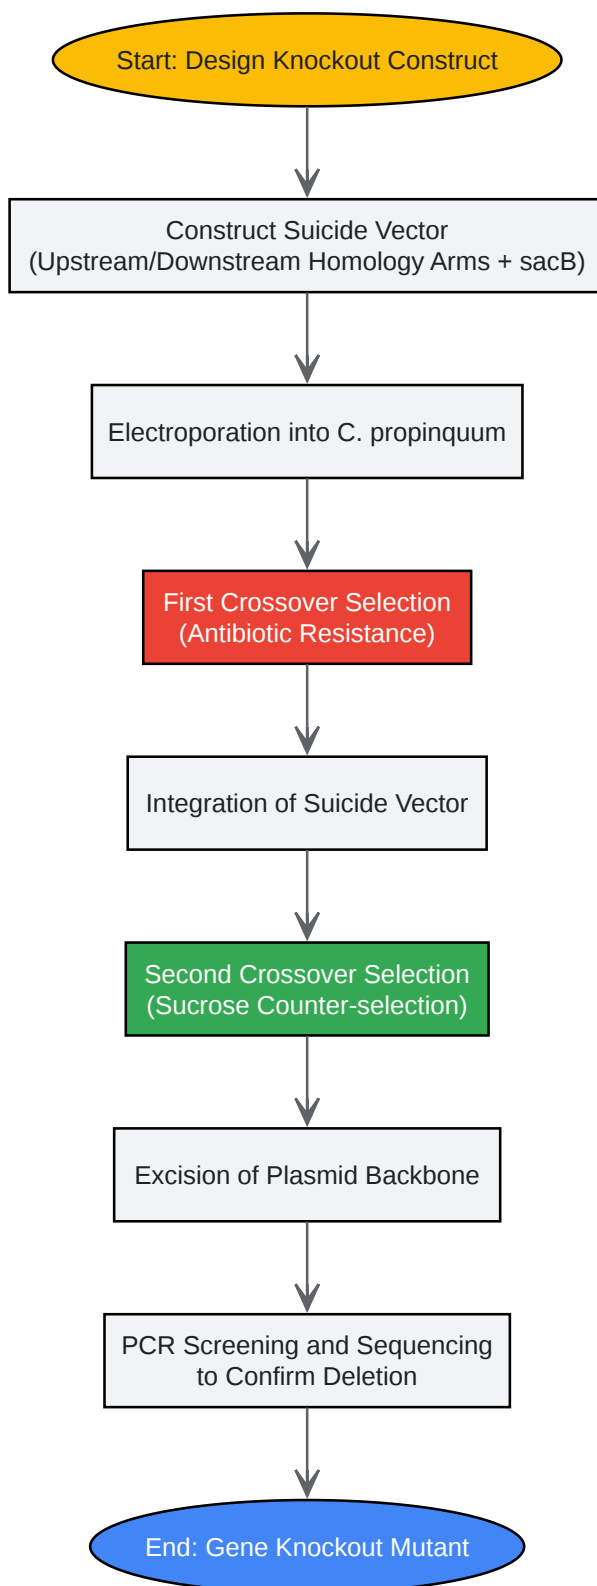 Start: Design Knockout Construct
Construct Suicide Vector
(Upstream/Downstream Homology Arms + sacB)
Electroporation into C. propinquum
First Crossover Selection
(Antibiotic Resistance)
Integration of Suicide Vector
Second Crossover Selection
(Sucrose Counter-selection)
Excision of Plasmid Backbone
PCR Screening and Sequencing
to Confirm Deletion
End: Gene Knockout Mutant